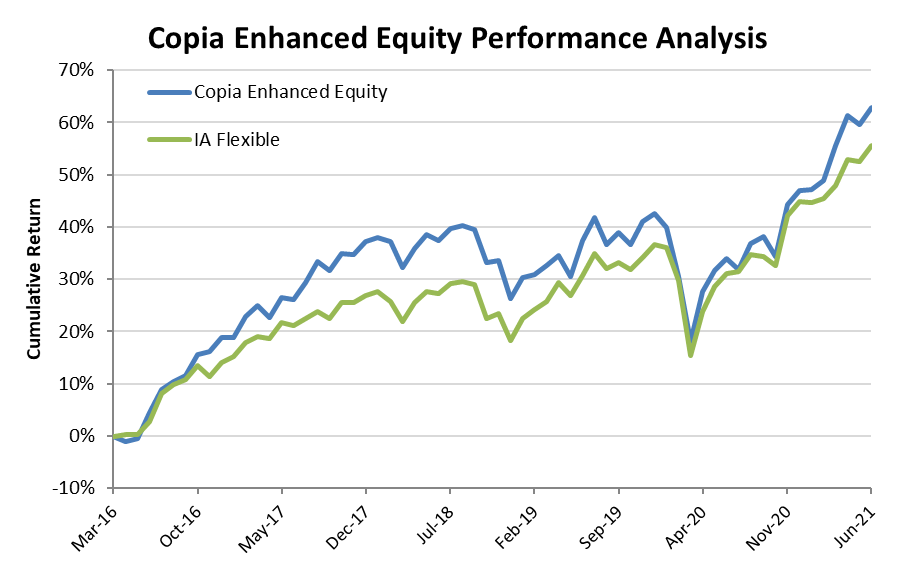 Copia Enhanced Equity Performance Analysis
70%
60%
50%
40%
30%
20%
10%
0%
-10%
Cumulative Return
Copia Enhanced Equity
IA Flexible
Mar-16
Oct-16
May-17
Dec-17
Jul-18
Feb-19
Sep-19
Apr-20
Nov-20
Jun-21